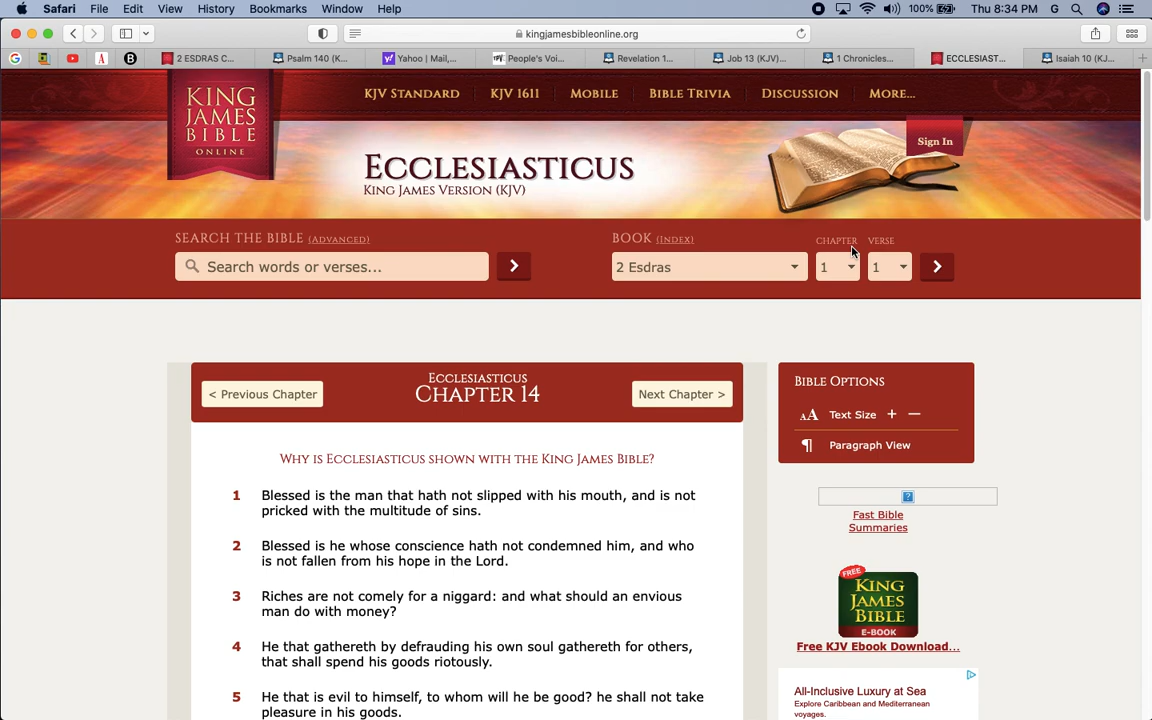 Safari File Edit View History Bookmarks Window Help 100% Thu 8:34 PM G
kingjamesbibleonline.org
2 ESDRAS C... Psalm 140 (K... Yahoo | Mail,... People's Voi... Revelation 1... Job 13 (KJV)... 1 Chronicles... ECCLESIAST... Isaiah 10 (KJ...
KING JAMES BIBLE ONLINE
KJV STANDARD KJV 1611 MOBILE BIBLE TRIVIA DISCUSSION MORE...
Sign In
ECCLESIASTICUS
KING JAMES VERSION (KJV)
SEARCH THE BIBLE (ADVANCED)
Search words or verses...
BOOK (INDEX) CHAPTER VERSE
2 Esdras 1 1
< Previous Chapter
ECCLESIASTICUS
CHAPTER 14
Next Chapter >
WHY IS ECCLESIASTICUS SHOWN WITH THE KING JAMES BIBLE?
1 Blessed is the man that hath not slipped with his mouth, and is not
pricked with the multitude of sins.
2 Blessed is he whose conscience hath not condemned him, and who
is not fallen from his hope in the Lord.
3 Riches are not comely for a niggard: and what should an envious
man do with money?
4 He that gathereth by defrauding his own soul gathereth for others,
that shall spend his goods riotously.
5 He that is evil to himself, to whom will he be good? he shall not take
pleasure in his goods.
BIBLE OPTIONS
AA Text Size + —
¶ Paragraph View
Fast Bible
Summaries
FREE
KING
JAMES
BIBLE
E-BOOK
Free KJV Ebook Download...
All-Inclusive Luxury at Sea
Explore Caribbean and Mediterranean
voyages.